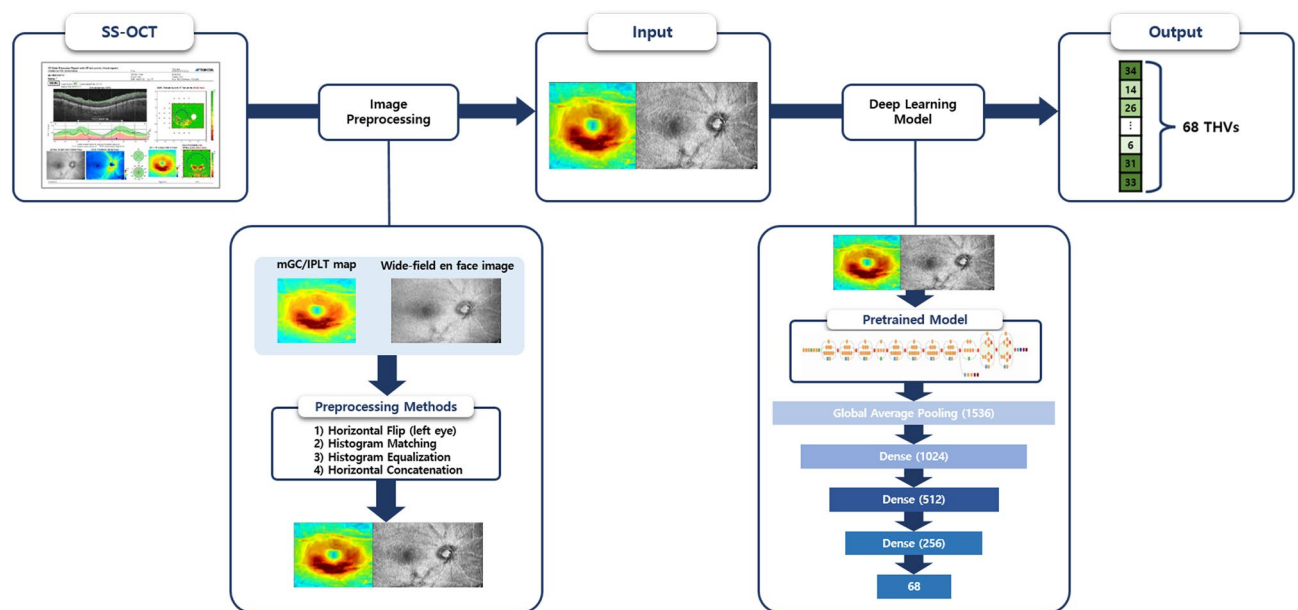 SS-OCT
Image
Preprocessing
Input
Deep Learning
Model
Output
34
14
26
⋮
6
31
33
68 THVs
mGC/IPLT map
Wide-field en face image
Preprocessing Methods
1) Horizontal Flip (left eye)
2) Histogram Matching
3) Histogram Equalization
4) Horizontal Concatenation
Pretrained Model
Global Average Pooling (1536)
Dense (1024)
Dense (512)
Dense (256)
68